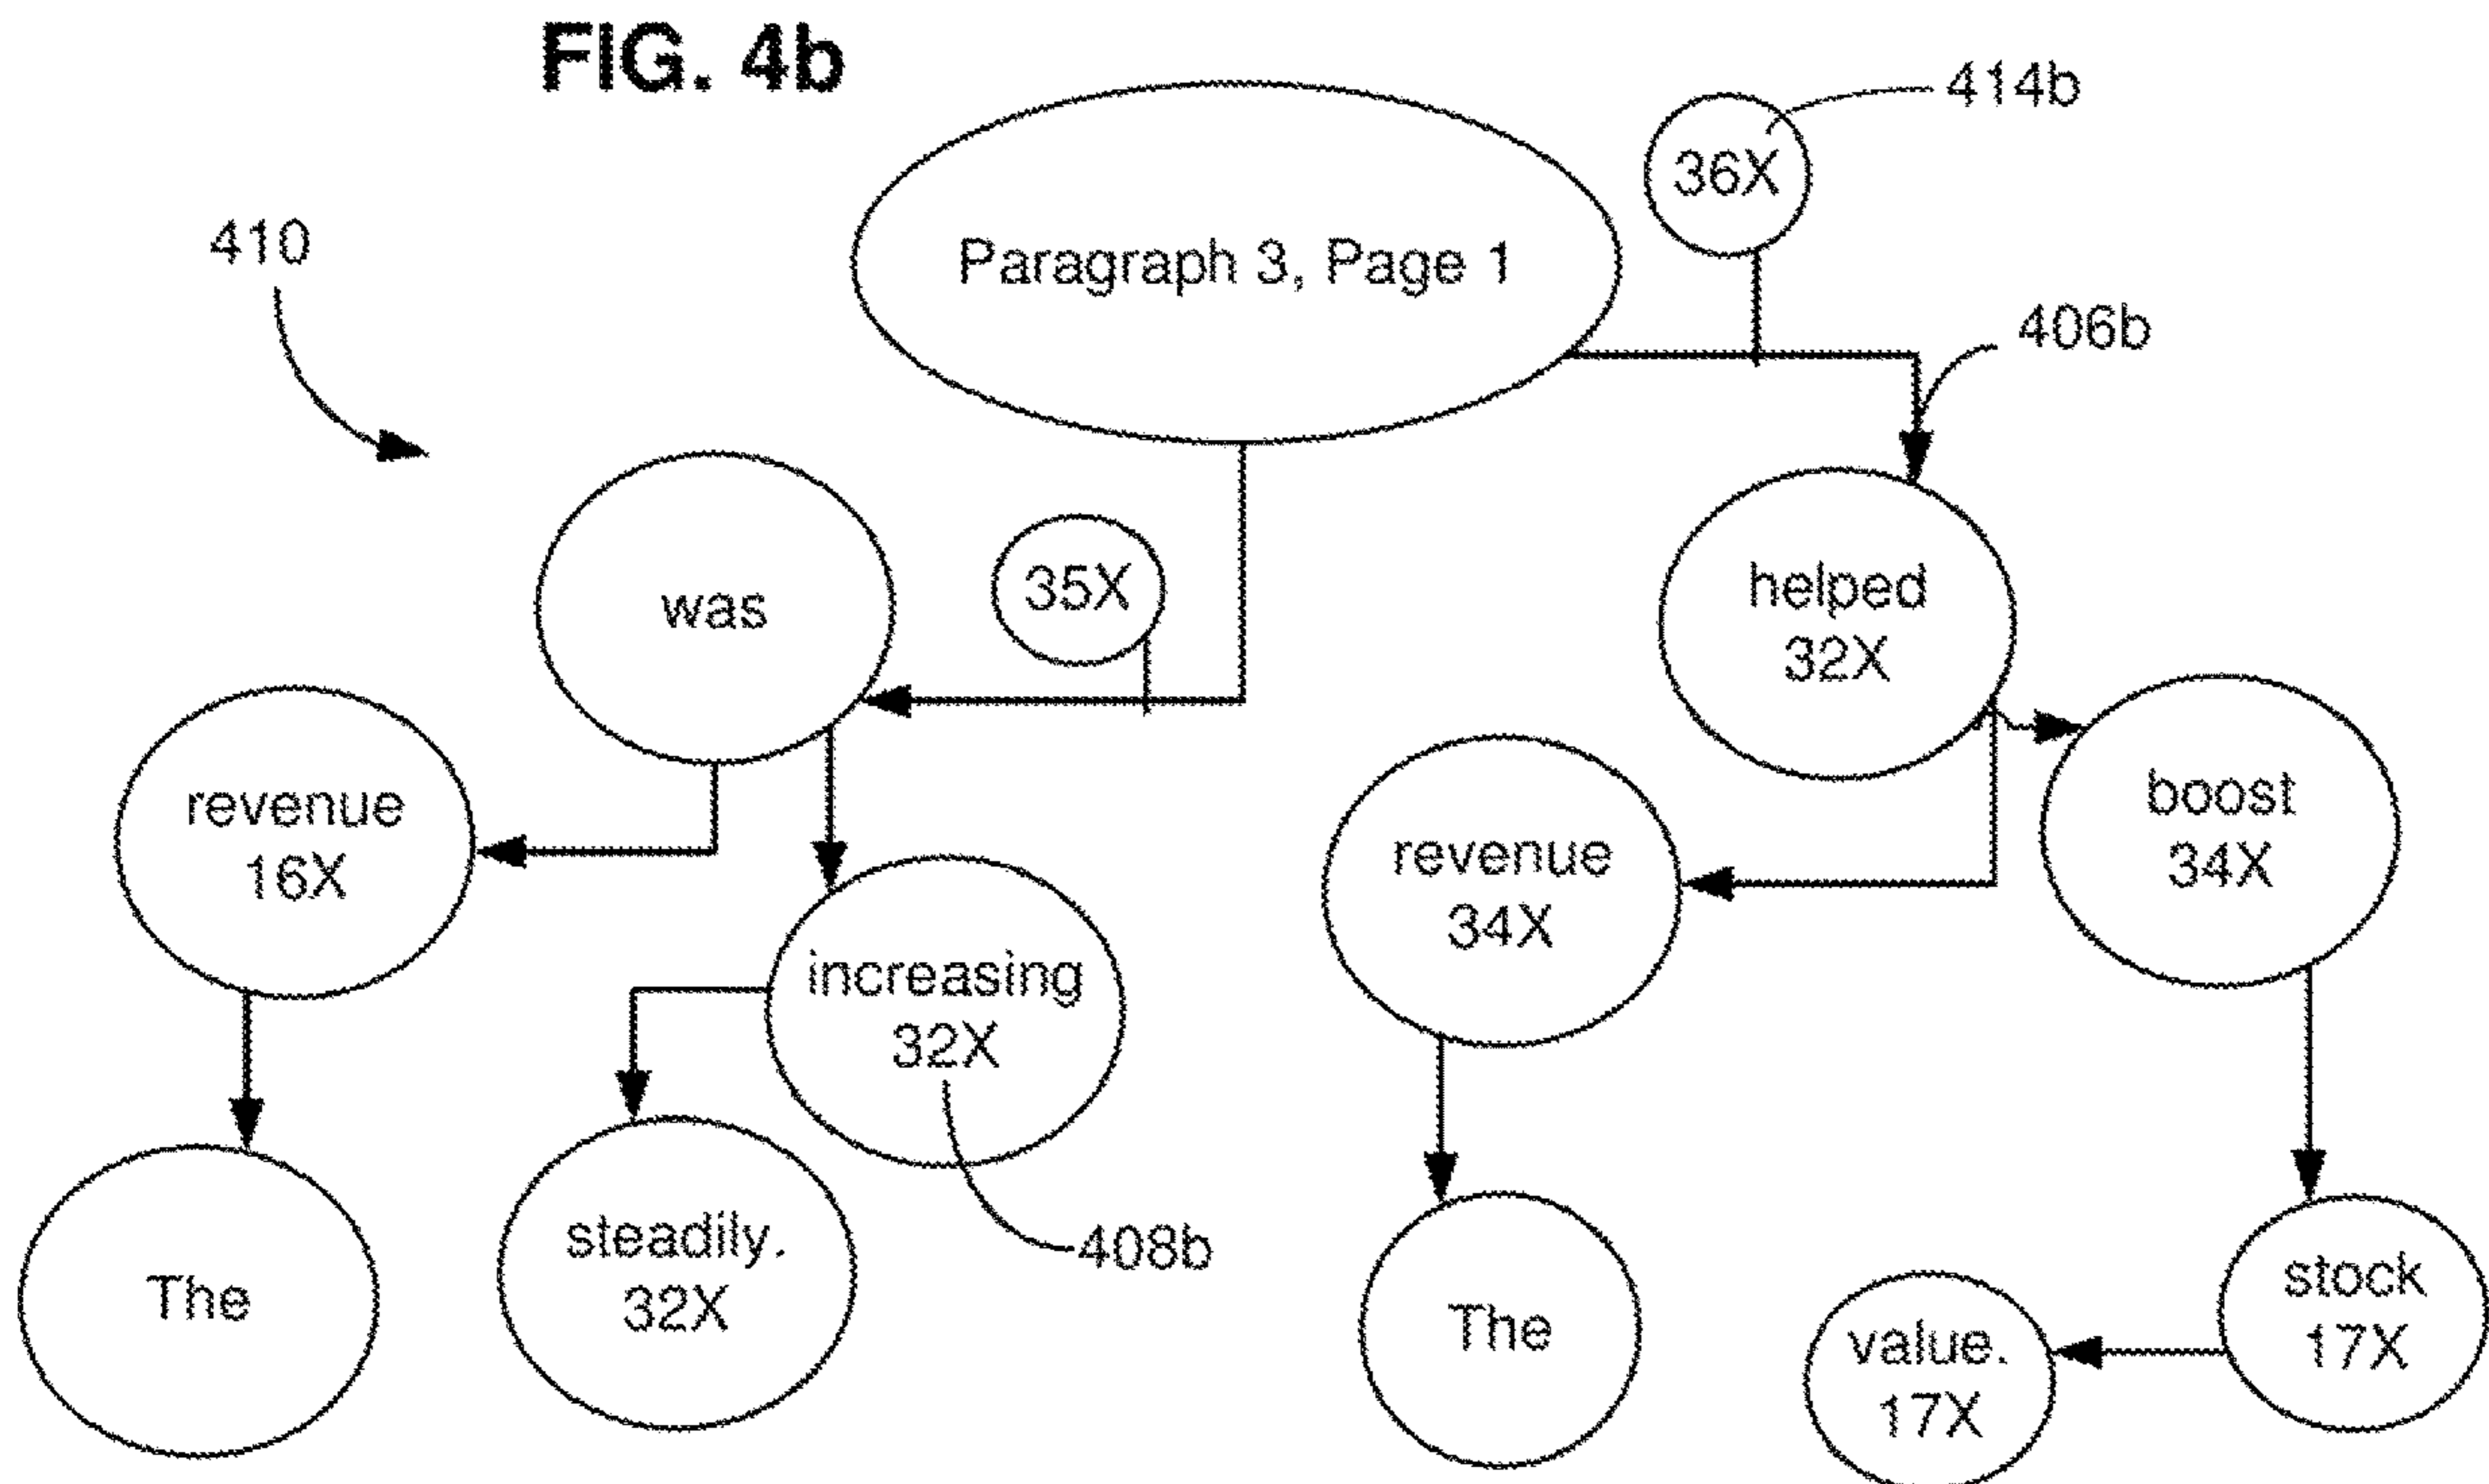 FIG. 4b
414b
36X
410
Paragraph 3, Page 1
406b
was
35X
helped
32X
revenue
16X
boost
34X
revenue
34X
increasing
32X
408b
The
steadily.
32X
The
stock
17X
value.
17X